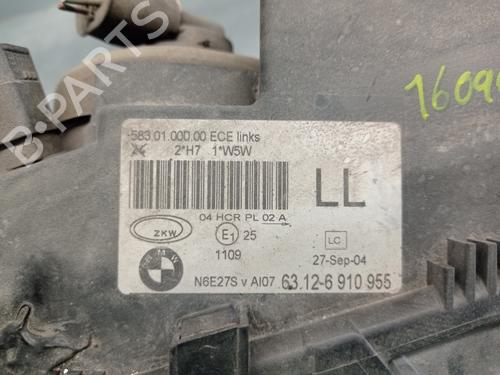 583.01.000.00 ECE links
2*H7 1*W5W
LL
04 HCR PL 02 A
ZKW
E1 25
LC
1109
27-Sep-04
BMW
N6E27S v AI07 63.12-6 910 955
B-PARTS